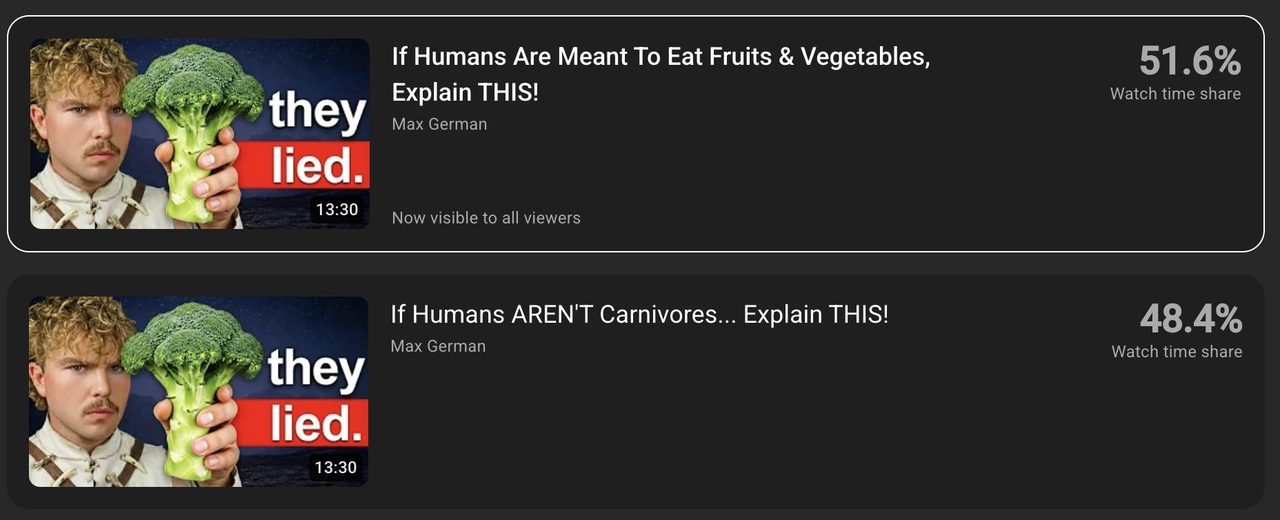 they
lied.
13:30
If Humans Are Meant To Eat Fruits & Vegetables,
Explain THIS!
Max German
Now visible to all viewers
51.6%
Watch time share
they
lied.
13:30
If Humans AREN'T Carnivores... Explain THIS!
Max German
48.4%
Watch time share